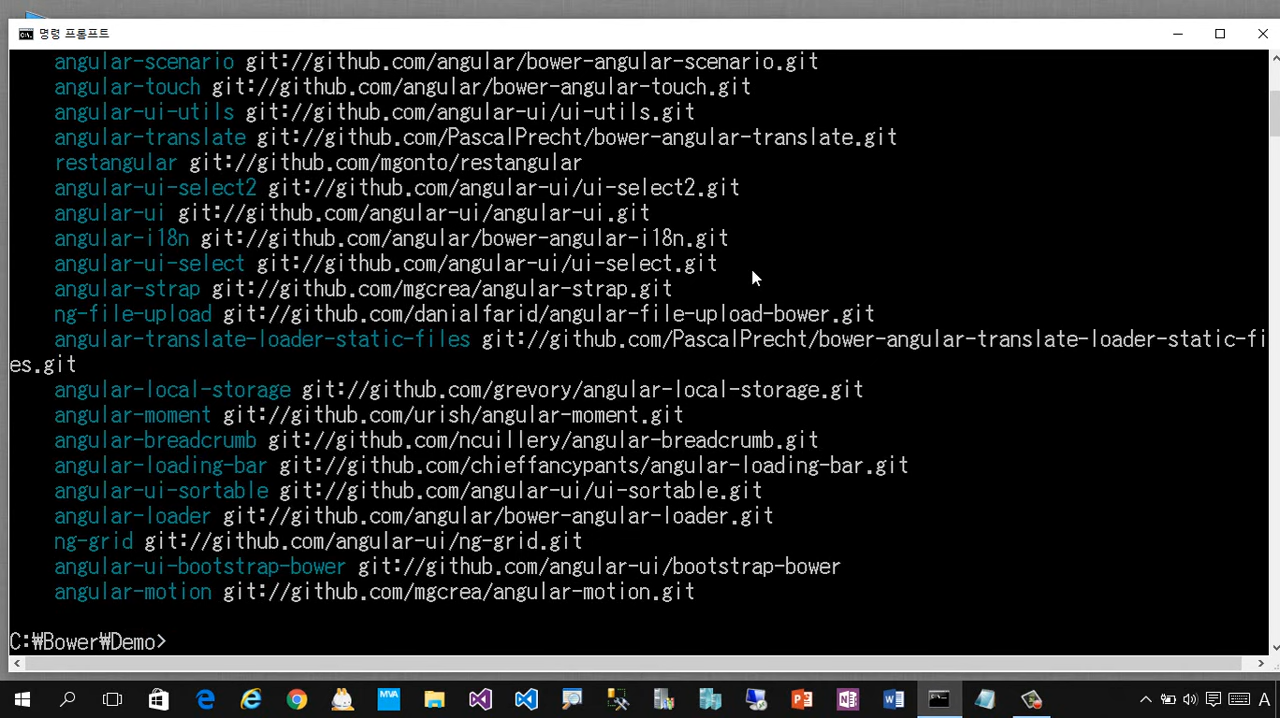 명령 프롬프트
angular-scenario git://github.com/angular/bower-angular-scenario.git
angular-touch git://github.com/angular/bower-angular-touch.git
angular-ui-utils git://github.com/angular-ui/ui-utils.git
angular-translate git://github.com/PascalPrecht/bower-angular-translate.git
restangular git://github.com/mgonto/restangular
angular-ui-select2 git://github.com/angular-ui/ui-select2.git
angular-ui git://github.com/angular-ui/angular-ui.git
angular-i18n git://github.com/angular/bower-angular-i18n.git
angular-ui-select git://github.com/angular-ui/ui-select.git
angular-strap git://github.com/mgcrea/angular-strap.git
ng-file-upload git://github.com/danialfarid/angular-file-upload-bower.git
angular-translate-loader-static-files git://github.com/PascalPrecht/bower-angular-translate-loader-static-fi
es.git
angular-local-storage git://github.com/grevory/angular-local-storage.git
angular-moment git://github.com/urish/angular-moment.git
angular-breadcrumb git://github.com/ncuillery/angular-breadcrumb.git
angular-loading-bar git://github.com/chieffancypants/angular-loading-bar.git
angular-ui-sortable git://github.com/angular-ui/ui-sortable.git
angular-loader git://github.com/angular/bower-angular-loader.git
ng-grid git://github.com/angular-ui/ng-grid.git
angular-ui-bootstrap-bower git://github.com/angular-ui/bootstrap-bower
angular-motion git://github.com/mgcrea/angular-motion.git
C:₩Bower₩Demo>
MVA
A